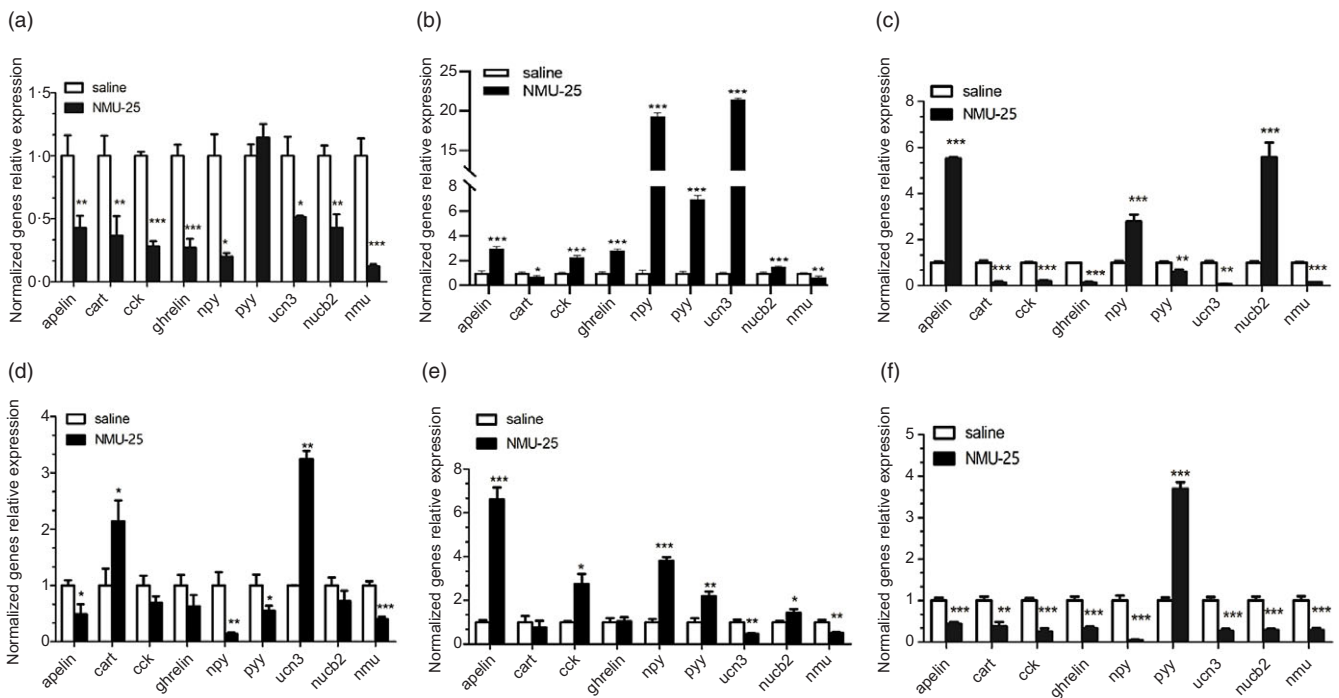 (a)
Normalized genes relative expression
saline
NMU-25
1·5
1·0
0·5
0·0
** ** *** *** * * ** ***
apelin cart cck ghrelin npy pyy ucn3 nucb2 nmu
(b)
Normalized genes relative expression
saline
NMU-25
25
20
15
8
6
4
2
0
*** * *** *** *** *** *** *** **
apelin cart cck ghrelin npy pyy ucn3 nucb2 nmu
(c)
Normalized genes relative expression
saline
NMU-25
8
6
4
2
0
*** *** *** *** *** ** ** *** ***
apelin cart cck ghrelin npy pyy ucn3 nucb2 nmu
(d)
Normalized genes relative expression
saline
NMU-25
4
3
2
1
0
* * ** * ** ***
apelin cart cck ghrelin npy pyy ucn3 nucb2 nmu
(e)
Normalized genes relative expression
saline
NMU-25
8
6
4
2
0
*** * *** ** ** * **
apelin cart cck ghrelin npy pyy ucn3 nucb2 nmu
(f)
Normalized genes relative expression
saline
NMU-25
5
4
3
2
1
0
*** ** *** *** *** *** *** *** ***
apelin cart cck ghrelin npy pyy ucn3 nucb2 nmu